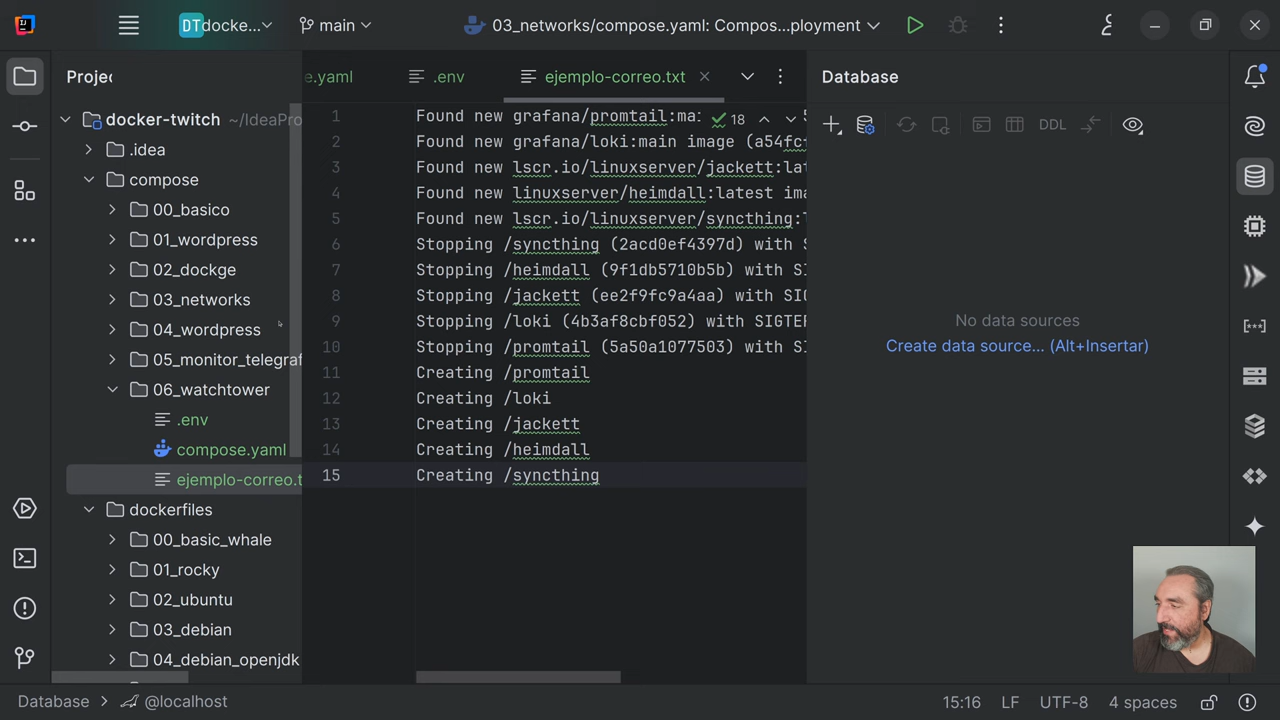 DT docke...
main
03_networks/compose.yaml: Compos...ployment
Projec
e.yaml
.env
ejemplo-correo.txt
Database
docker-twitch ~/IdeaPro
.idea
compose
00_basico
01_wordpress
02_dockge
03_networks
04_wordpress
05_monitor_telegraf
06_watchtower
.env
compose.yaml
ejemplo-correo.t
dockerfiles
00_basic_whale
01_rocky
02_ubuntu
03_debian
04_debian_openjdk
18
1 Found new grafana/promtail:ma
2 Found new grafana/loki:main image (a54fc
3 Found new lscr.io/linuxserver/jackett:lat
4 Found new linuxserver/heimdall:latest ima
5 Found new lscr.io/linuxserver/syncthing:l
6 Stopping /syncthing (2acd0ef4397d) with S
7 Stopping /heimdall (9f1db5710b5b) with SI
8 Stopping /jackett (ee2f9fc9a4aa) with SIG
9 Stopping /loki (4b3af8cbf052) with SIGTER
10 Stopping /promtail (5a50a1077503) with SI
11 Creating /promtail
12 Creating /loki
13 Creating /jackett
14 Creating /heimdall
15 Creating /syncthing
DDL
No data sources
Create data source... (Alt+Insertar)
Database
@localhost
15:16
LF
UTF-8
4 spaces